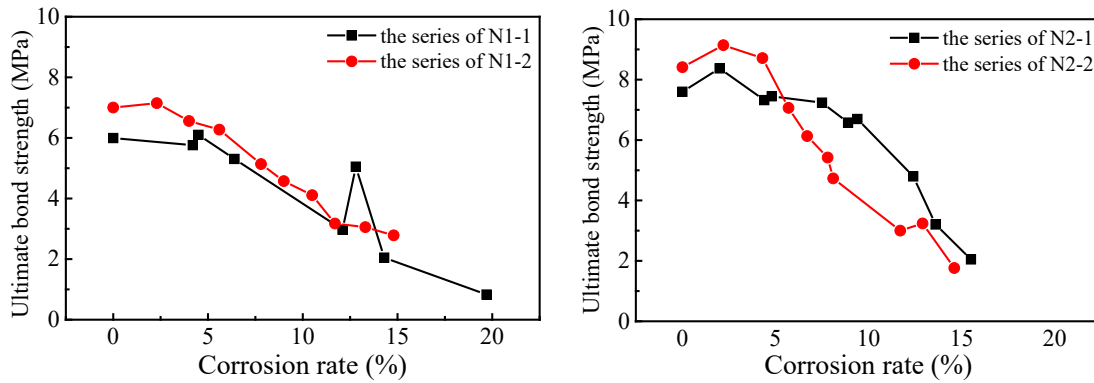 Ultimate bond strength (MPa)
10
8
6
4
2
0
the series of N1-1
the series of N1-2
0 5 10 15 20
Corrosion rate (%)
Ultimate bond strength (MPa)
10
8
6
4
2
0
the series of N2-1
the series of N2-2
0 5 10 15 20
Corrosion rate (%)